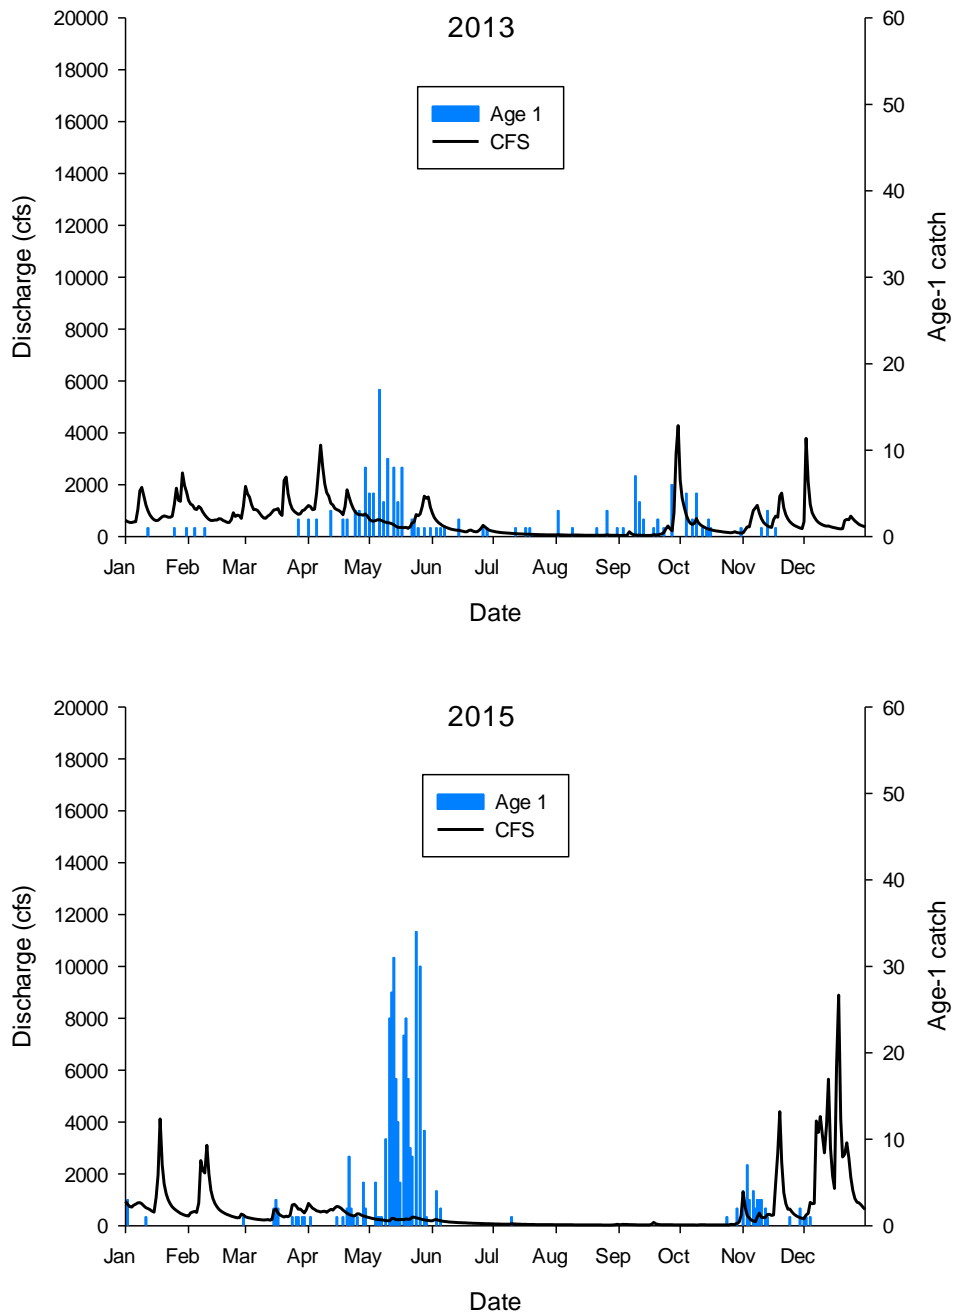 2013
20000 60
18000
16000 50
14000
12000 40
10000 30
8000
6000 20
4000
2000 10
0 0
Age 1
CFS
Discharge (cfs)
Age-1 catch
Jan Feb Mar Apr May Jun Jul Aug Sep Oct Nov Dec
Date
2015
20000 60
18000
16000 50
14000
12000 40
10000 30
8000
6000 20
4000
2000 10
0 0
Age 1
CFS
Discharge (cfs)
Age-1 catch
Jan Feb Mar Apr May Jun Jul Aug Sep Oct Nov Dec
Date